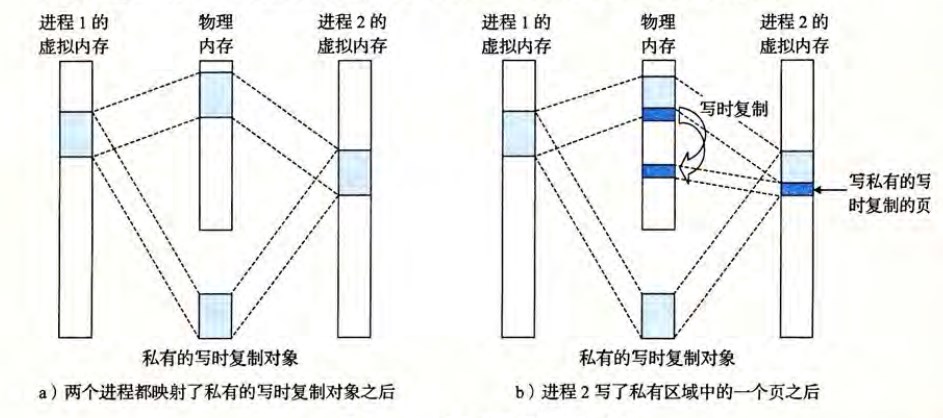 进程 1 的
虚拟内存
物理
内存
进程 2 的
虚拟内存
私有的写时复制对象
a）两个进程都映射了私有的写时复制对象之后
进程 1 的
虚拟内存
物理
内存
进程 2 的
虚拟内存
写时复制
写私有的写
时复制的页
私有的写时复制对象
b）进程 2 写了私有区域中的一个页之后